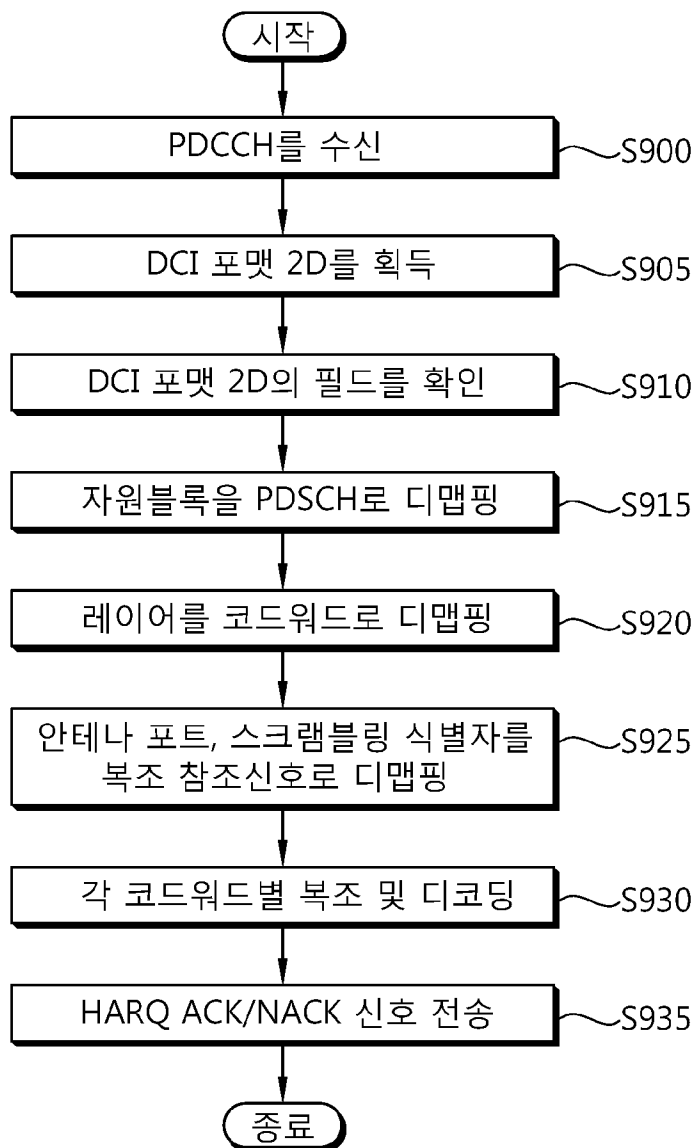 시작
PDCCH를 수신
S900
DCI 포맷 2D를 획득
S905
DCI 포맷 2D의 필드를 확인
S910
자원블록을 PDSCH로 디맵핑
S915
레이어를 코드워드로 디맵핑
S920
안테나 포트, 스크램블링 식별자를
복조 참조신호로 디맵핑
S925
각 코드워드별 복조 및 디코딩
S930
HARQ ACK/NACK 신호 전송
S935
종료